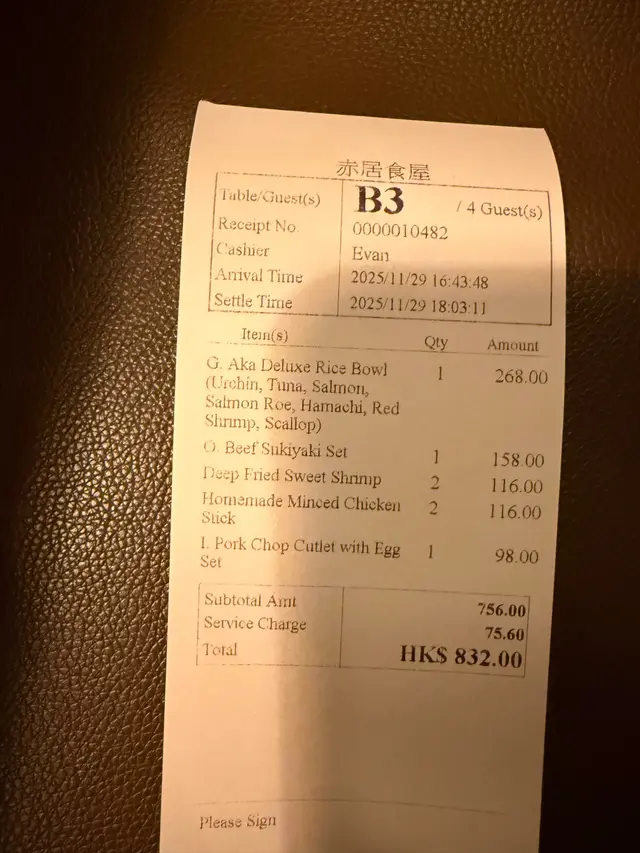 赤居食屋
Table/Guest(s) B3 / 4 Guest(s)
Receipt No. 0000010482
Cashier Evan
Arrival Time 2025/11/29 16:43:48
Settle Time 2025/11/29 18:03:11
Item(s) Qty Amount
G. Aka Deluxe Rice Bowl 1 268.00
(Urchin, Tuna, Salmon,
Salmon Roe, Hamachi, Red
Shrimp, Scallop)
O. Beef Sukiyaki Set 1 158.00
Deep Fried Sweet Shrimp 2 116.00
Homemade Minced Chicken 2 116.00
Stick
I. Pork Chop Cutlet with Egg 1 98.00
Set
Subtotal Amt 756.00
Service Charge 75.60
Total HK$ 832.00
Please Sign